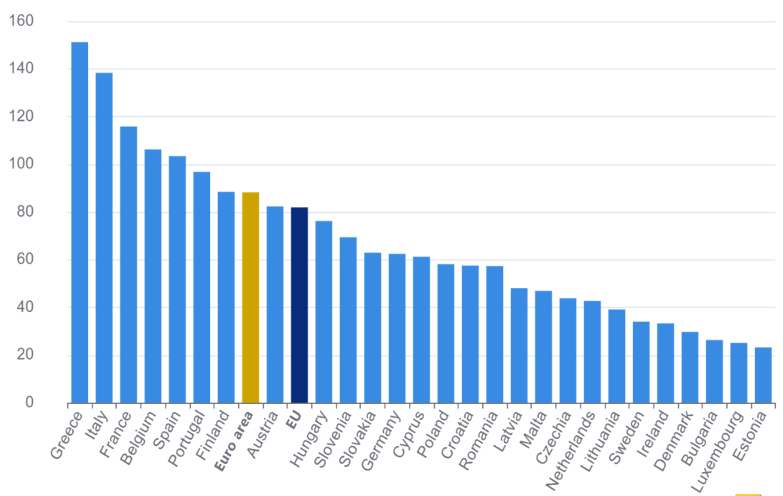 160
140
120
100
80
60
40
20
0
Greece
Italy
France
Belgium
Spain
Portugal
Finland
Euro area
Austria
EU
Hungary
Slovenia
Slovakia
Germany
Cyprus
Poland
Croatia
Romania
Latvia
Malta
Czechia
Netherlands
Lithuania
Sweden
Ireland
Denmark
Bulgaria
Luxembourg
Estonia